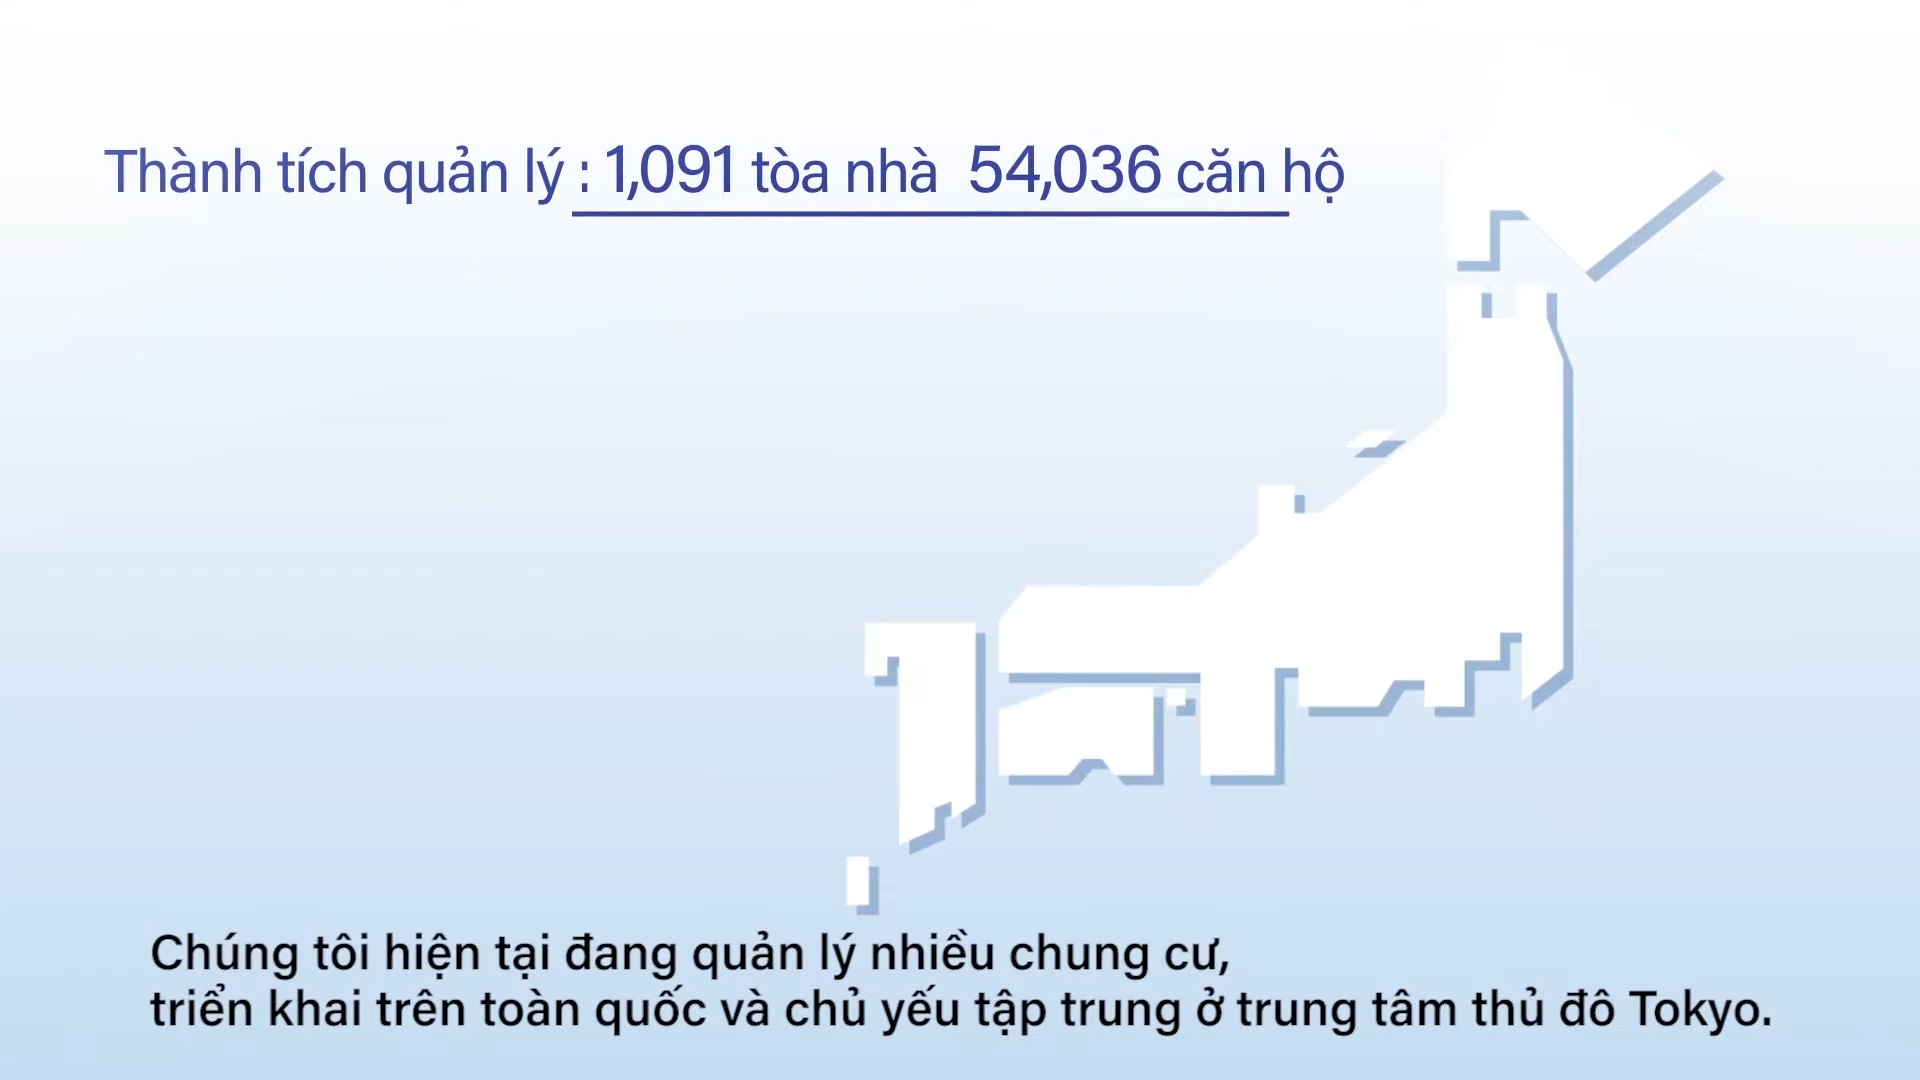 Thành tích quản lý : 1,091 tòa nhà 54,036 căn hộ
Chúng tôi hiện tại đang quản lý nhiều chung cư,
triển khai trên toàn quốc và chủ yếu tập trung ở trung tâm thủ đô Tokyo.